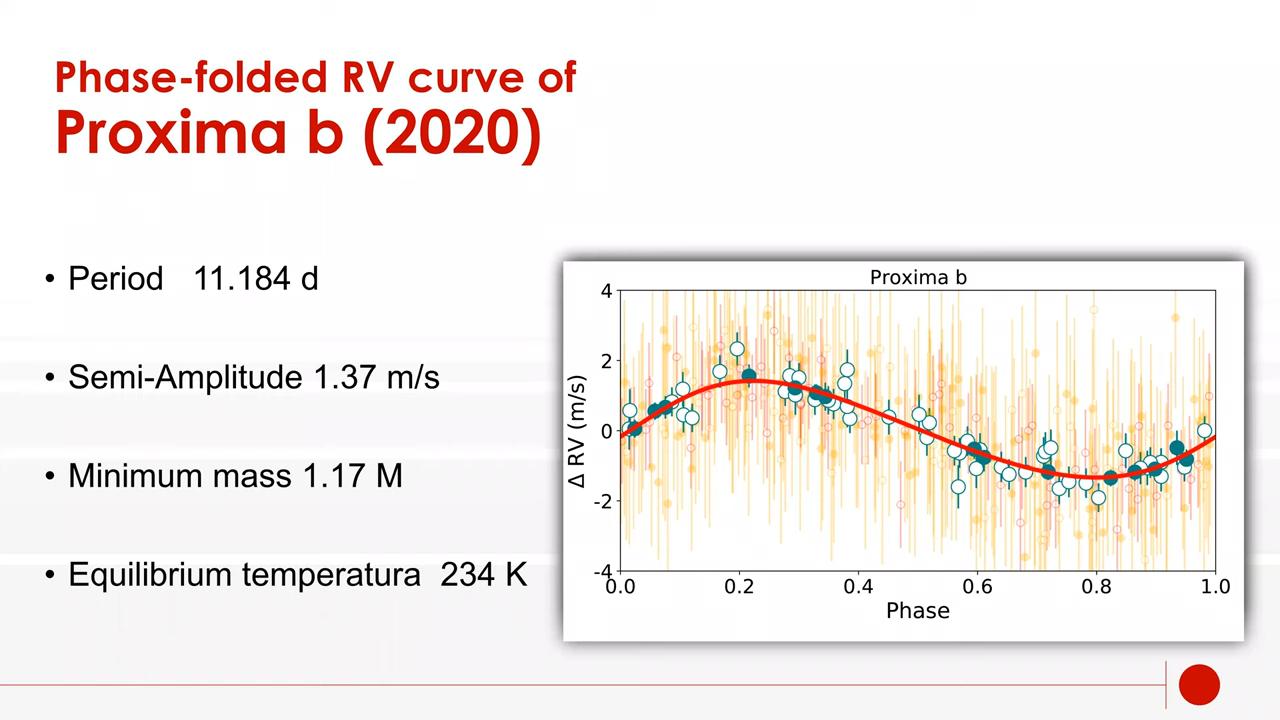 Phase-folded RV curve of
Proxima b (2020)
• Period 11.184 d
• Semi-Amplitude 1.37 m/s
• Minimum mass 1.17 M
• Equilibrium temperatura 234 K
Proxima b
4
2
0
-2
-4
Δ RV (m/s)
0.0 0.2 0.4 0.6 0.8 1.0
Phase